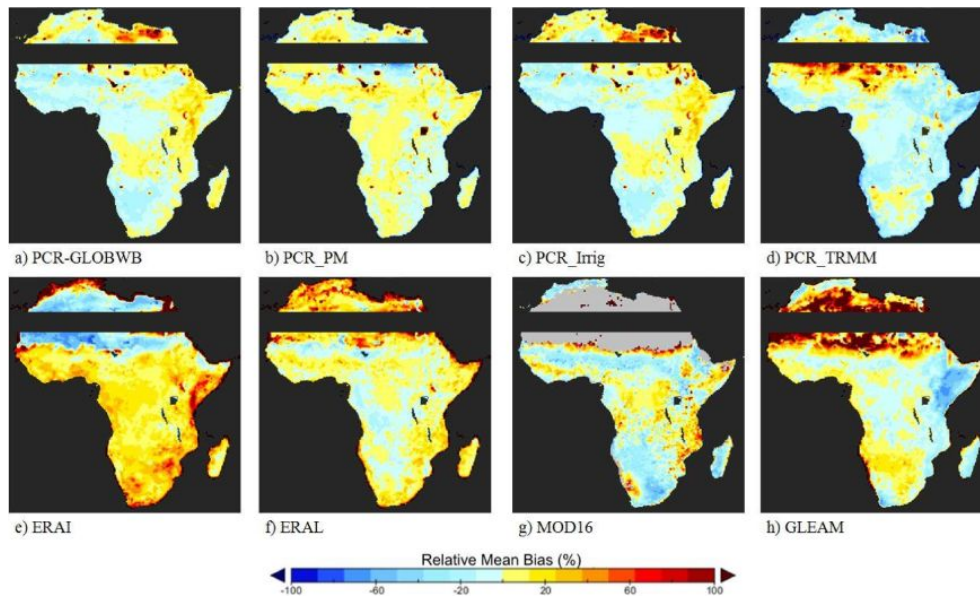 a) PCR-GLOBWB
b) PCR_PM
c) PCR_Irrig
d) PCR_TRMM
e) ERAI
f) ERAL
g) MOD16
h) GLEAM
Relative Mean Bias (%)
-100 -60 -20 20 60 100